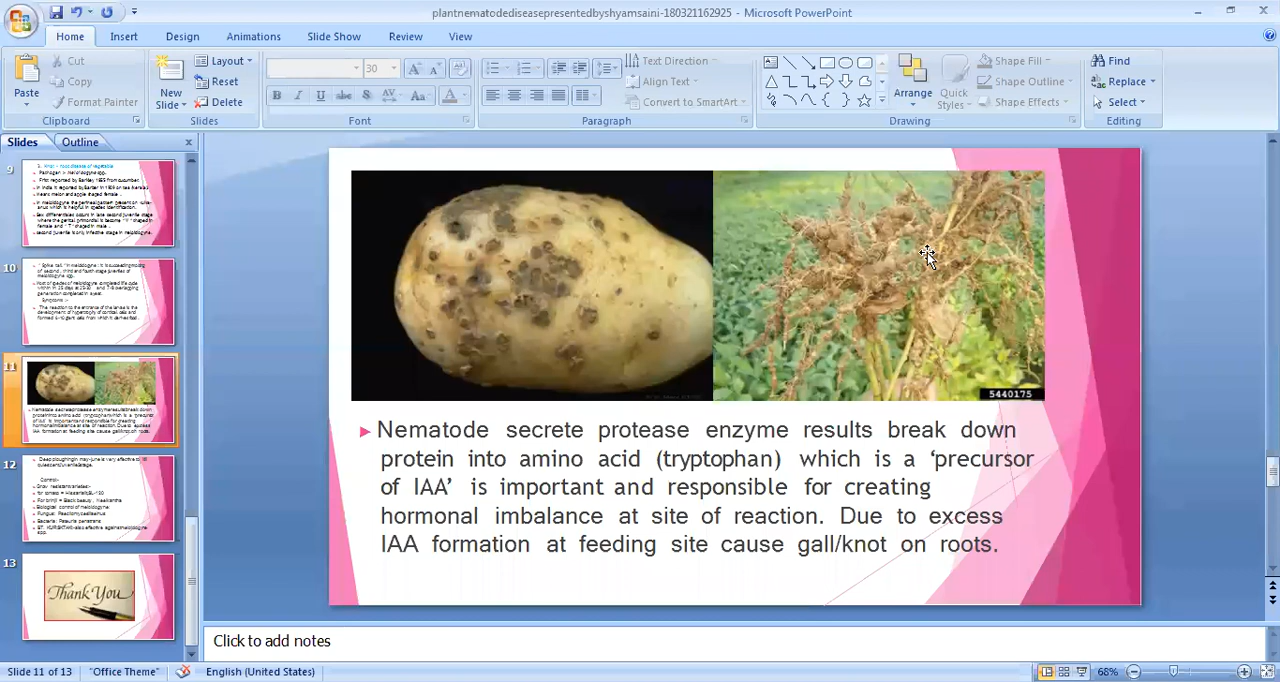 plantnematodediseasepresentedbyshyamsaini-180321162925 - Microsoft PowerPoint
Home Insert Design Animations Slide Show Review View
Paste
Cut
Copy
Format Painter
Clipboard
New Slide
Layout
Reset
Delete
Slides
30
B I U abc S AV Aa A
Font
Text Direction
Align Text
Convert to SmartArt
Paragraph
Arrange
Quick Styles
Shape Fill
Shape Outline
Shape Effects
Drawing
Find
Replace
Select
Editing
Slides Outline
9
10
11
12
13
Thank You
5440175
Nematode secrete protease enzyme results break down
protein into amino acid (tryptophan) which is a ‘precursor
of IAA’ is important and responsible for creating
hormonal inbalance at site of reaction. Due to excess
IAA formation at feeding site cause gall/knot on roots.
Click to add notes
Slide 11 of 13 "Office Theme" English (United States) 68%